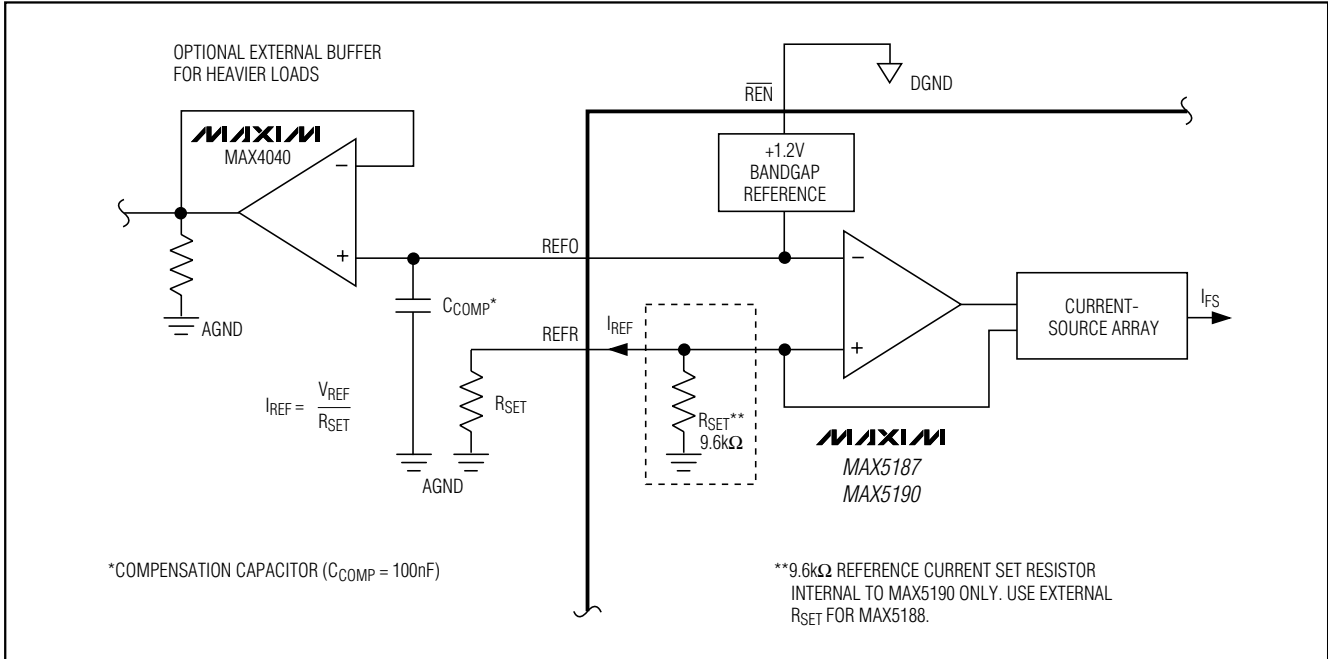 OPTIONAL EXTERNAL BUFFER
FOR HEAVIER LOADS
MAXIM
MAX4040
−
+
AGND
REN
DGND
+1.2V
BANDGAP
REFERENCE
REFO
CCOMP*
REFR
IREF
−
+
CURRENT-
SOURCE ARRAY
IFS
IREF = VREF
RSET
RSET
AGND
RSET**
9.6kΩ
MAXIM
MAX5187
MAX5190
*COMPENSATION CAPACITOR (CCOMP = 100nF)
**9.6kΩ REFERENCE CURRENT SET RESISTOR
INTERNAL TO MAX5190 ONLY. USE EXTERNAL
RSET FOR MAX5188.